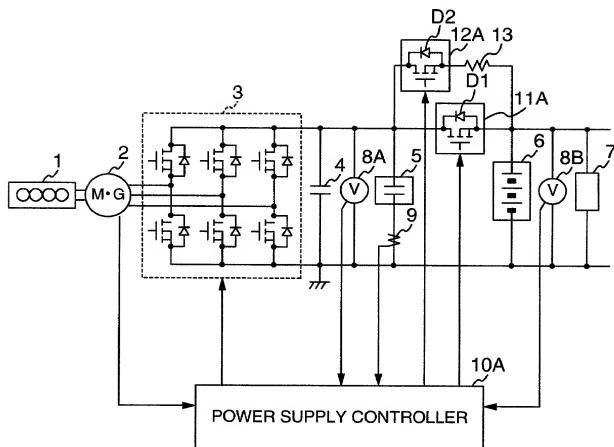 D2
12A
13
D1
11A
3
1
2
4
8A
5
6
8B
7
M·G
V
V
9
10A
POWER SUPPLY CONTROLLER